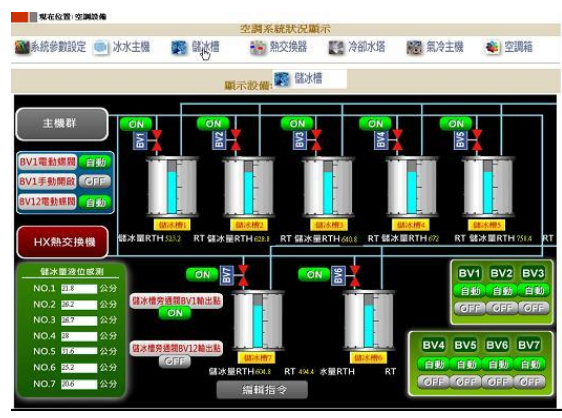 現在位置:空調設備
空調系統狀況顯示
系統參數設定 冰水主機 儲冰槽 熱交換器 冷卻水塔 氣冷主機 空調箱
顯示設備: 儲冰槽
主機群
ON ON ON ON ON
BV1 BV2 BV3 BV4 BV5
BV1電動蝶閥 自動
BV1手動開啟 OFF
BV12電動蝶閥 自動
儲冰槽1 儲冰槽2 儲冰槽3 儲冰槽4 儲冰槽5
HX熱交換機
儲冰量RTH 523.2 RT 儲冰量RTH 628.1 RT 儲冰量RTH 640.8 RT 儲冰量RTH 672 RT 儲冰量RTH 758.4 RT
儲冰量液位感測
NO.1 21.8 公分
NO.2 26.2 公分
NO.3 26.7 公分
NO.4 28 公分
NO.5 31.6 公分
NO.6 25.2 公分
NO.7 20.6 公分
ON BV7 ON BV6
儲冰槽旁通閥BV1輸出點
ON
儲冰槽旁通閥BV12輸出點
OFF
儲冰槽7 儲冰槽6
儲冰量RTH 604.8 RT 494.4 冰量RTH RT
編輯指令
BV1 BV2 BV3
自動 自動 自動
OFF OFF OFF
BV4 BV5 BV6 BV7
自動 自動 自動 自動
OFF OFF OFF OFF